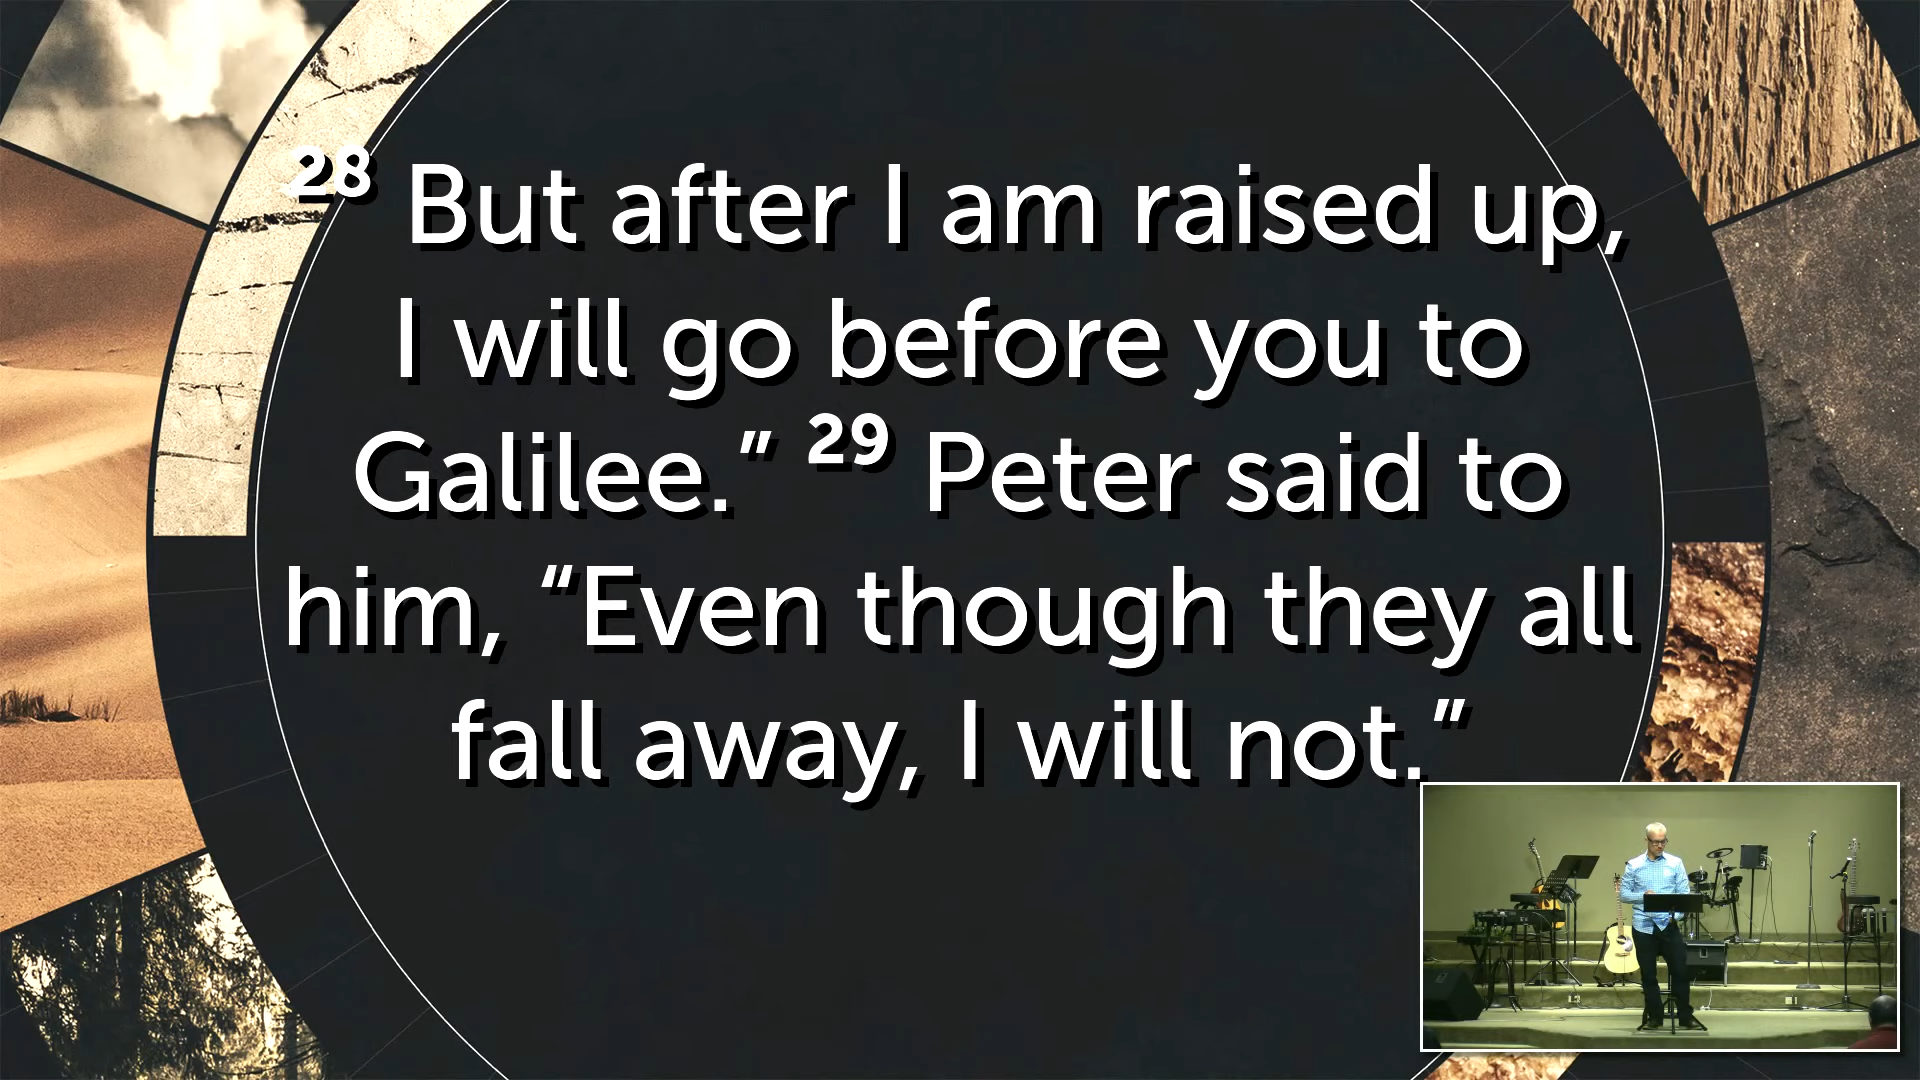 28 But after I am raised up,
I will go before you to
Galilee.” 29 Peter said to
him, “Even though they all
fall away, I will not.”